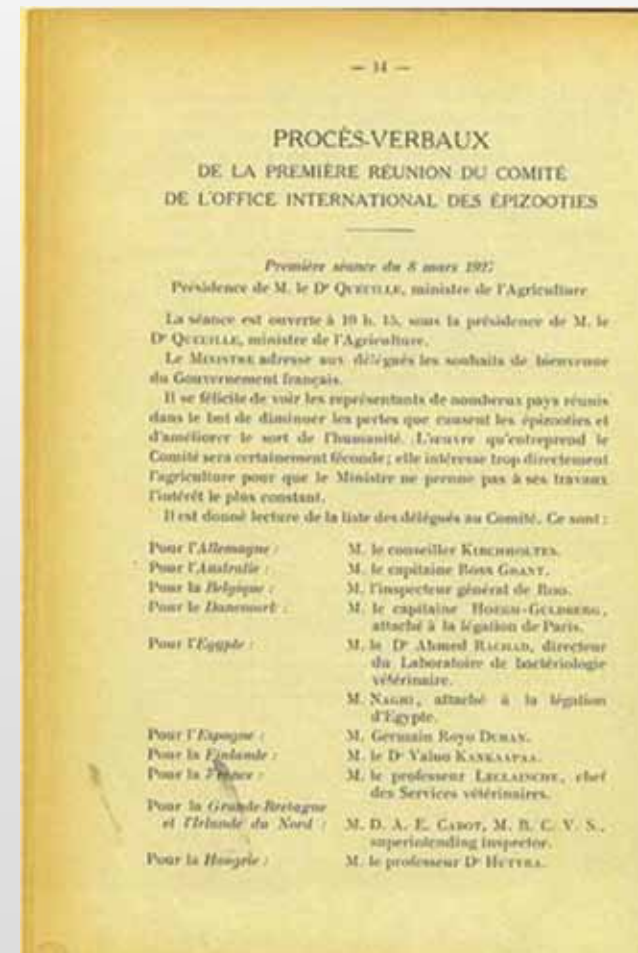 — 14 —
PROCÈS-VERBAUX
DE LA PREMIÈRE RÉUNION DU COMITÉ
DE L'OFFICE INTERNATIONAL DES ÉPIZOOTIES
Première séance du 8 mars 1927
Présidence de M. le Dr QUEUILLE, ministre de l'Agriculture
La séance est ouverte à 10 h. 15, sous la présidence de M. le
Dr QUEUILLE, ministre de l'Agriculture.
Le MINISTRE adresse aux délégués les souhaits de bienvenue
du Gouvernement français.
Il se félicite de voir les représentants de nombreux pays réunis
dans le but de diminuer les pertes que causent les épizooties et
d'améliorer le sort de l'humanité. L'œuvre qu'entreprend le
Comité sera certainement féconde ; elle intéresse trop directement
l'agriculture pour que le Ministre ne prenne pas à ses travaux
l'intérêt le plus constant.
Il est donné lecture de la liste des délégués au Comité. Ce sont :
Pour l'Allemagne : M. le conseiller KIRCHHOLTES.
Pour l'Australie : M. le capitaine ROSS GRANT.
Pour la Belgique : M. l'inspecteur général de ROO.
Pour le Danemark : M. le capitaine HOEGH-GULDBERG,
attaché à la légation de Paris.
Pour l'Egypte : M. le Dr Ahmed RACHAD, directeur
du Laboratoire de bactériologie
vétérinaire.
M. NAGHI, attaché à la légation
d'Egypte.
Pour l'Espagne : M. Germain Royo DURAN.
Pour la Finlande : M. le Dr Vaino KANKAAPAA.
Pour la France : M. le professeur LECLAINCHE, chef
des Services vétérinaires.
Pour la Grande-Bretagne
et l'Irlande du Nord : M. D. A. E. CABOT, M. R. C. V. S.,
superintending inspector.
Pour la Hongrie : M. le professeur Dr HUTYRA.